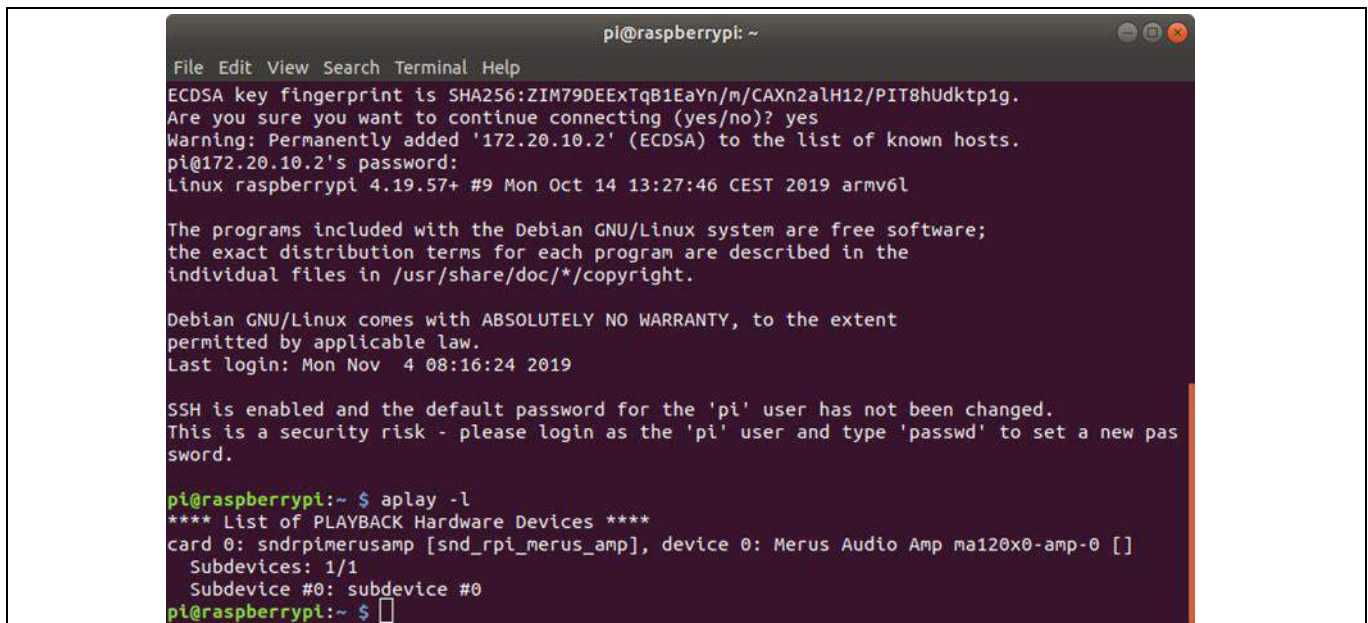 pi@raspberrypi: ~
File Edit View Search Terminal Help
ECDSA key fingerprint is SHA256:ZIM79DEExTqB1EaYn/m/CAXn2alH12/PIT8hUdktp1g.
Are you sure you want to continue connecting (yes/no)? yes
Warning: Permanently added '172.20.10.2' (ECDSA) to the list of known hosts.
pi@172.20.10.2's password:
Linux raspberrypi 4.19.57+ #9 Mon Oct 14 13:27:46 CEST 2019 armv6l
The programs included with the Debian GNU/Linux system are free software;
the exact distribution terms for each program are described in the
individual files in /usr/share/doc/*/copyright.
Debian GNU/Linux comes with ABSOLUTELY NO WARRANTY, to the extent
permitted by applicable law.
Last login: Mon Nov  4 08:16:24 2019
SSH is enabled and the default password for the 'pi' user has not been changed.
This is a security risk - please login as the 'pi' user and type 'passwd' to set a new pas
sword.
pi@raspberrypi:~ $ aplay -l
**** List of PLAYBACK Hardware Devices ****
card 0: sndrpimerusamp [snd_rpi_merus_amp], device 0: Merus Audio Amp ma120x0-amp-0 []
  Subdevices: 1/1
  Subdevice #0: subdevice #0
pi@raspberrypi:~ $